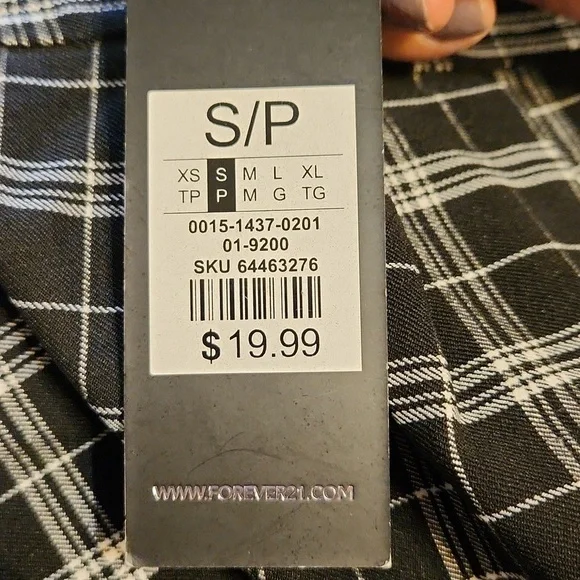 S/P
XS S M L XL
TP P M G TG
0015-1437-0201
01-9200
SKU 64463276
$19.99
WWW.FOREVER21.COM